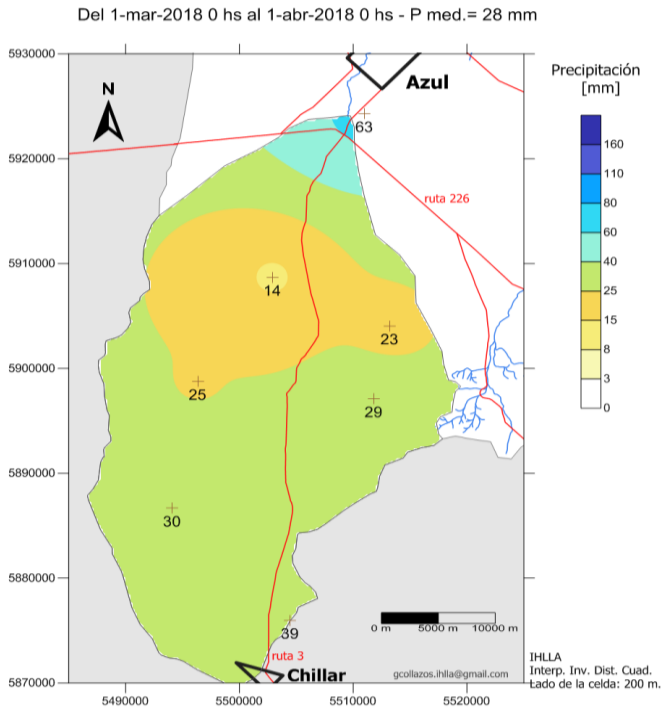 Del 1-mar-2018 0 hs al 1-abr-2018 0 hs - P med.= 28 mm
5930000
5920000
5910000
5900000
5890000
5880000
5870000
N
Azul
63
ruta 226
14
23
25
29
30
39
ruta 3
Chillar
0 m 5000 m 10000 m
gcollazos.ihlla@gmail.com
5490000 5500000 5510000 5520000
Precipitación
[mm]
160
110
80
60
40
25
15
8
3
0
IHLLA
Interp. Inv. Dist. Cuad.
Lado de la celda: 200 m.